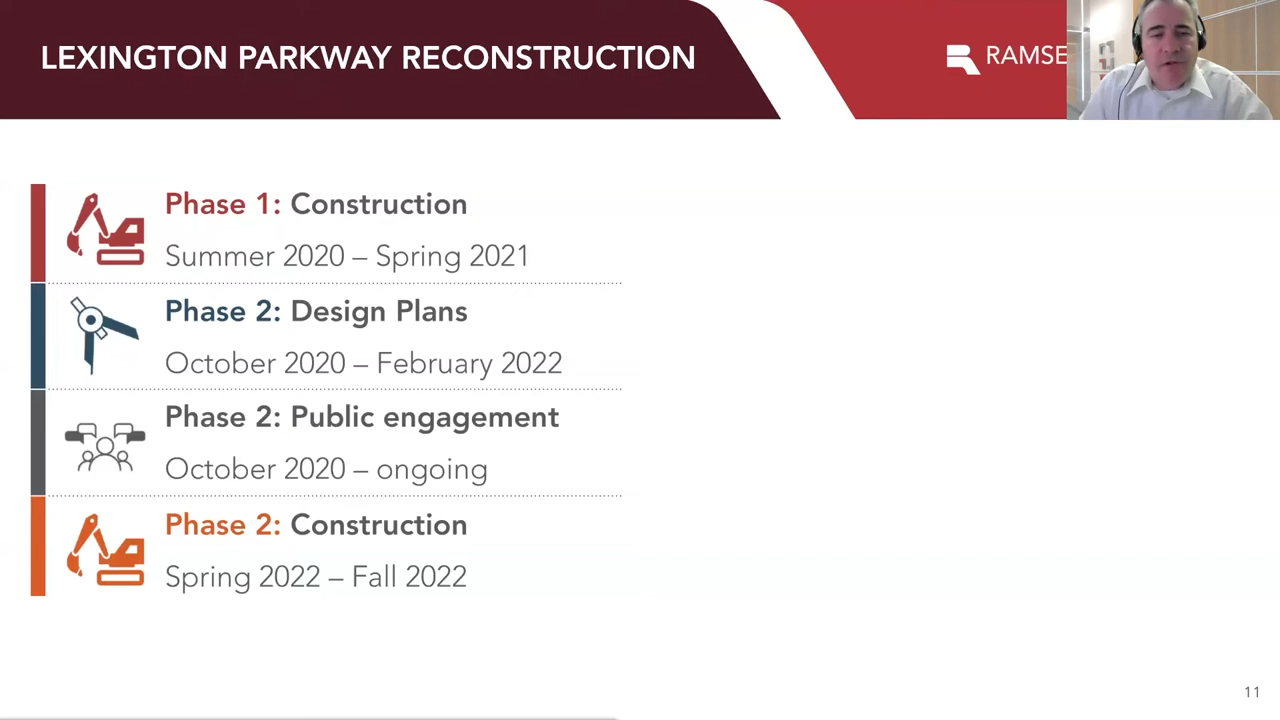 LEXINGTON PARKWAY RECONSTRUCTION
RAMSE
Phase 1: Construction
Summer 2020 – Spring 2021
Phase 2: Design Plans
October 2020 – February 2022
Phase 2: Public engagement
October 2020 – ongoing
Phase 2: Construction
Spring 2022 – Fall 2022
11